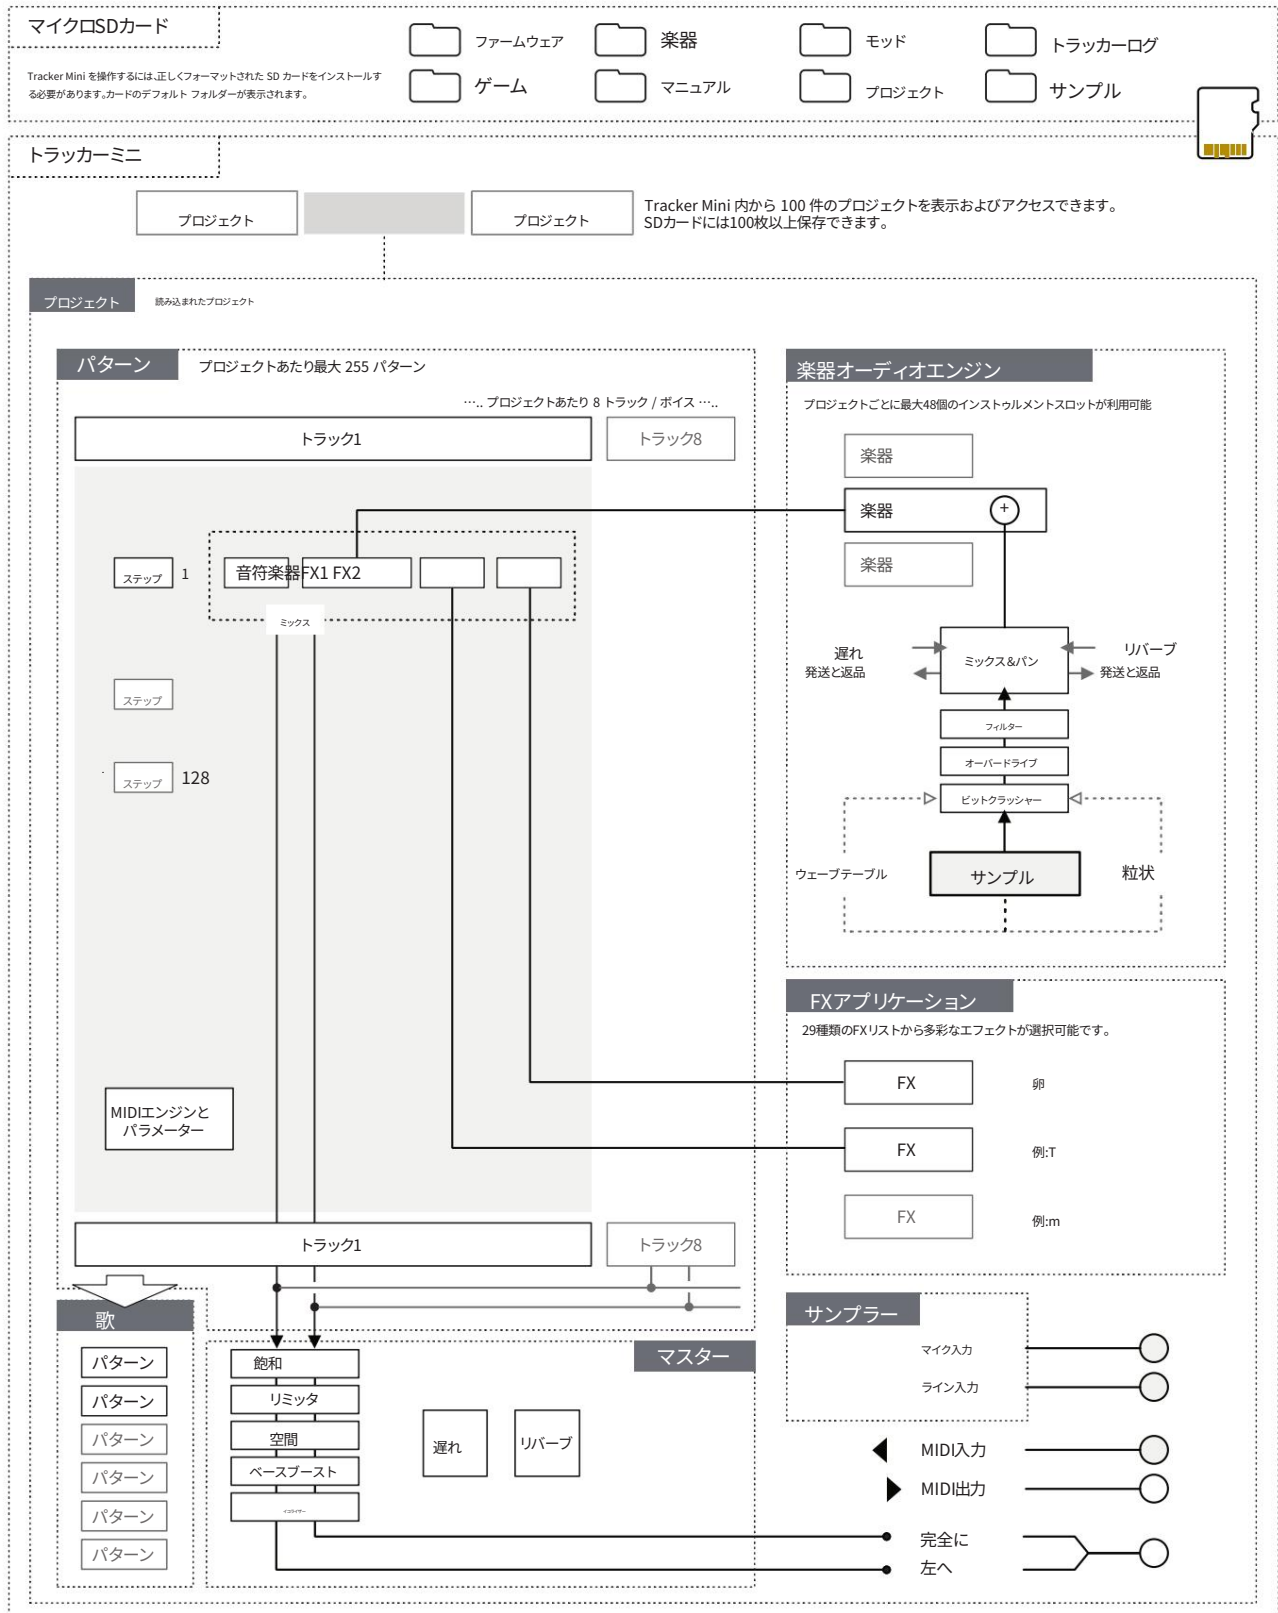 マイクロSDカード
ファームウェア
楽器
モッド
トラッカーログ
Tracker Mini を操作するには、正しくフォーマットされた SD カードをインストールす
る必要があります。カードのデフォルト フォルダーが表示されます。
ゲーム
マニュアル
プロジェクト
サンプル
トラッカーミニ
プロジェクト
プロジェクト
Tracker Mini 内から 100 件のプロジェクトを表示およびアクセスできます。
SDカードには100枚以上保存できます。
プロジェクト
読み込まれたプロジェクト
パターン
プロジェクトあたり最大 255 パターン
….. プロジェクトあたり 8 トラック / ボイス …..
トラック1
トラック8
ステップ
1
音符楽器FX1 FX2
ミックス
ステップ
ステップ
128
MIDIエンジンと
パラメーター
トラック1
トラック8
楽器オーディオエンジン
プロジェクトごとに最大48個のインストゥルメントスロットが利用可能
楽器
楽器
+
楽器
遅れ
発送と返品
ミックス＆パン
リバーブ
発送と返品
フィルター
オーバードライブ
ビットクラッシャー
ウェーブテーブル
サンプル
粒状
FXアプリケーション
29種類のFXリストから多彩なエフェクトが選択可能です。
FX
卵
FX
例:T
FX
例:m
歌
パターン
パターン
パターン
パターン
パターン
パターン
マスター
飽和
リミッタ
空間
ベースブースト
イコライザー
遅れ
リバーブ
サンプラー
マイク入力
ライン入力
MIDI入力
MIDI出力
完全に
左へ